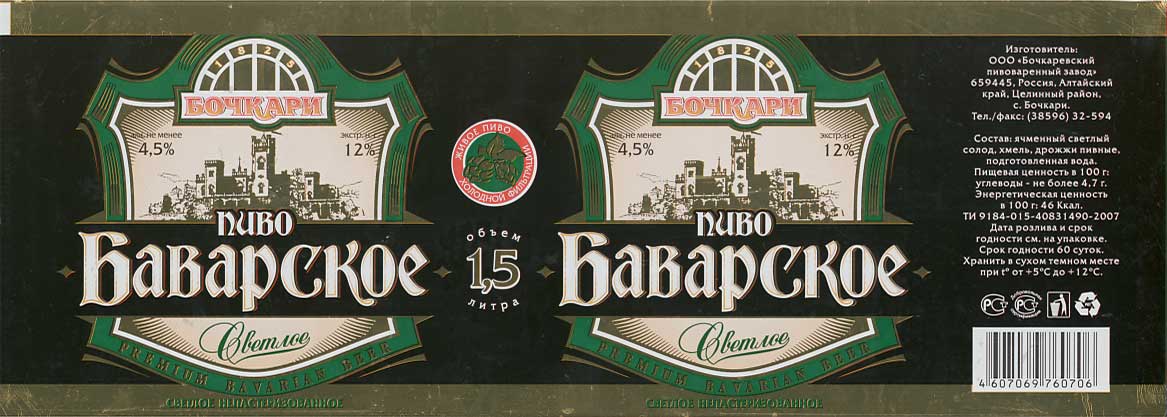 1825
БОЧКАРИ
алк. не менее
4,5%
экстр. н.с.
12%
ПИВО
БАВАРСКОЕ
Светлое
PREMIUM BAVARIAN BEER
СВЕТЛОЕ НЕПАСТЕРИЗОВАННОЕ
ЖИВОЕ ПИВО
ХОЛОДНОЙ ФИЛЬТРАЦИИ
объем
1,5
литра
1825
БОЧКАРИ
алк. не менее
4,5%
экстр. н.с.
12%
ПИВО
БАВАРСКОЕ
Светлое
PREMIUM BAVARIAN BEER
СВЕТЛОЕ НЕПАСТЕРИЗОВАННОЕ
Изготовитель:
ООО «Бочкаревский
пивоваренный завод»
659445, Россия, Алтайский
край, Целинный район,
с. Бочкари.
Тел./факс: (38596) 32-594
Состав: ячменный светлый
солод, хмель, дрожжи пивные,
подготовленная вода.
Пищевая ценность в 100 г:
углеводы - не более 4,7 г.
Энергетическая ценность
в 100 г: 46 Ккал.
ТИ 9184-015-40831490-2007
Дата розлива и срок
годности см. на упаковке.
Срок годности 60 суток.
Хранить в сухом темном месте
при t° от +5°С до +12°С.
4 607069 760706